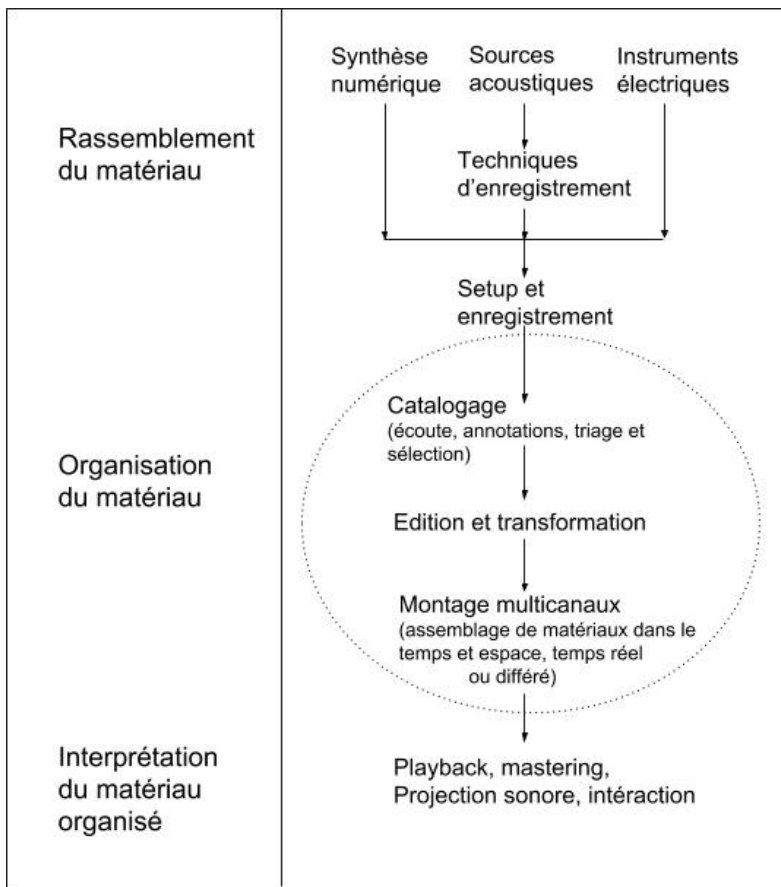 Synthèse
numérique
Sources
acoustiques
Instruments
électriques
Rassemblement
du matériau
Techniques
d’enregistrement
Setup et
enregistrement
Catalogage
(écoute, annotations, triage et
sélection)
Organisation
du matériau
Edition et transformation
Montage multicanaux
(assemblage de matériaux dans le
temps et espace, temps réel
ou différé)
Interprétation
du matériau
organisé
Playback, mastering,
Projection sonore, intéraction